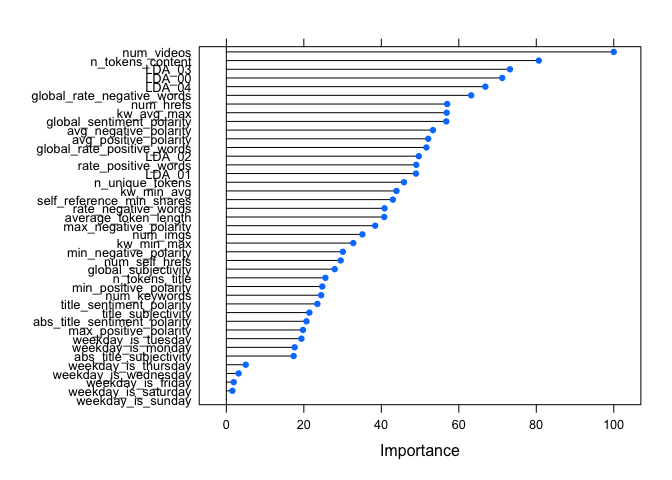 num_videos
n_tokens_content
LDA_03
LDA_00
LDA_04
global_rate_negative_words
num_hrefs
kw_avg_max
global_sentiment_polarity
avg_negative_polarity
avg_positive_polarity
global_rate_positive_words
LDA_02
rate_positive_words
LDA_01
n_unique_tokens
kw_min_avg
self_reference_min_shares
rate_negative_words
average_token_length
max_negative_polarity
num_imgs
kw_min_max
min_negative_polarity
num_self_hrefs
global_subjectivity
n_tokens_title
min_positive_polarity
num_keywords
title_sentiment_polarity
title_subjectivity
abs_title_sentiment_polarity
max_positive_polarity
weekday_is_tuesday
weekday_is_monday
abs_title_subjectivity
weekday_is_thursday
weekday_is_wednesday
weekday_is_friday
weekday_is_saturday
weekday_is_sunday
0 20 40 60 80 100
Importance